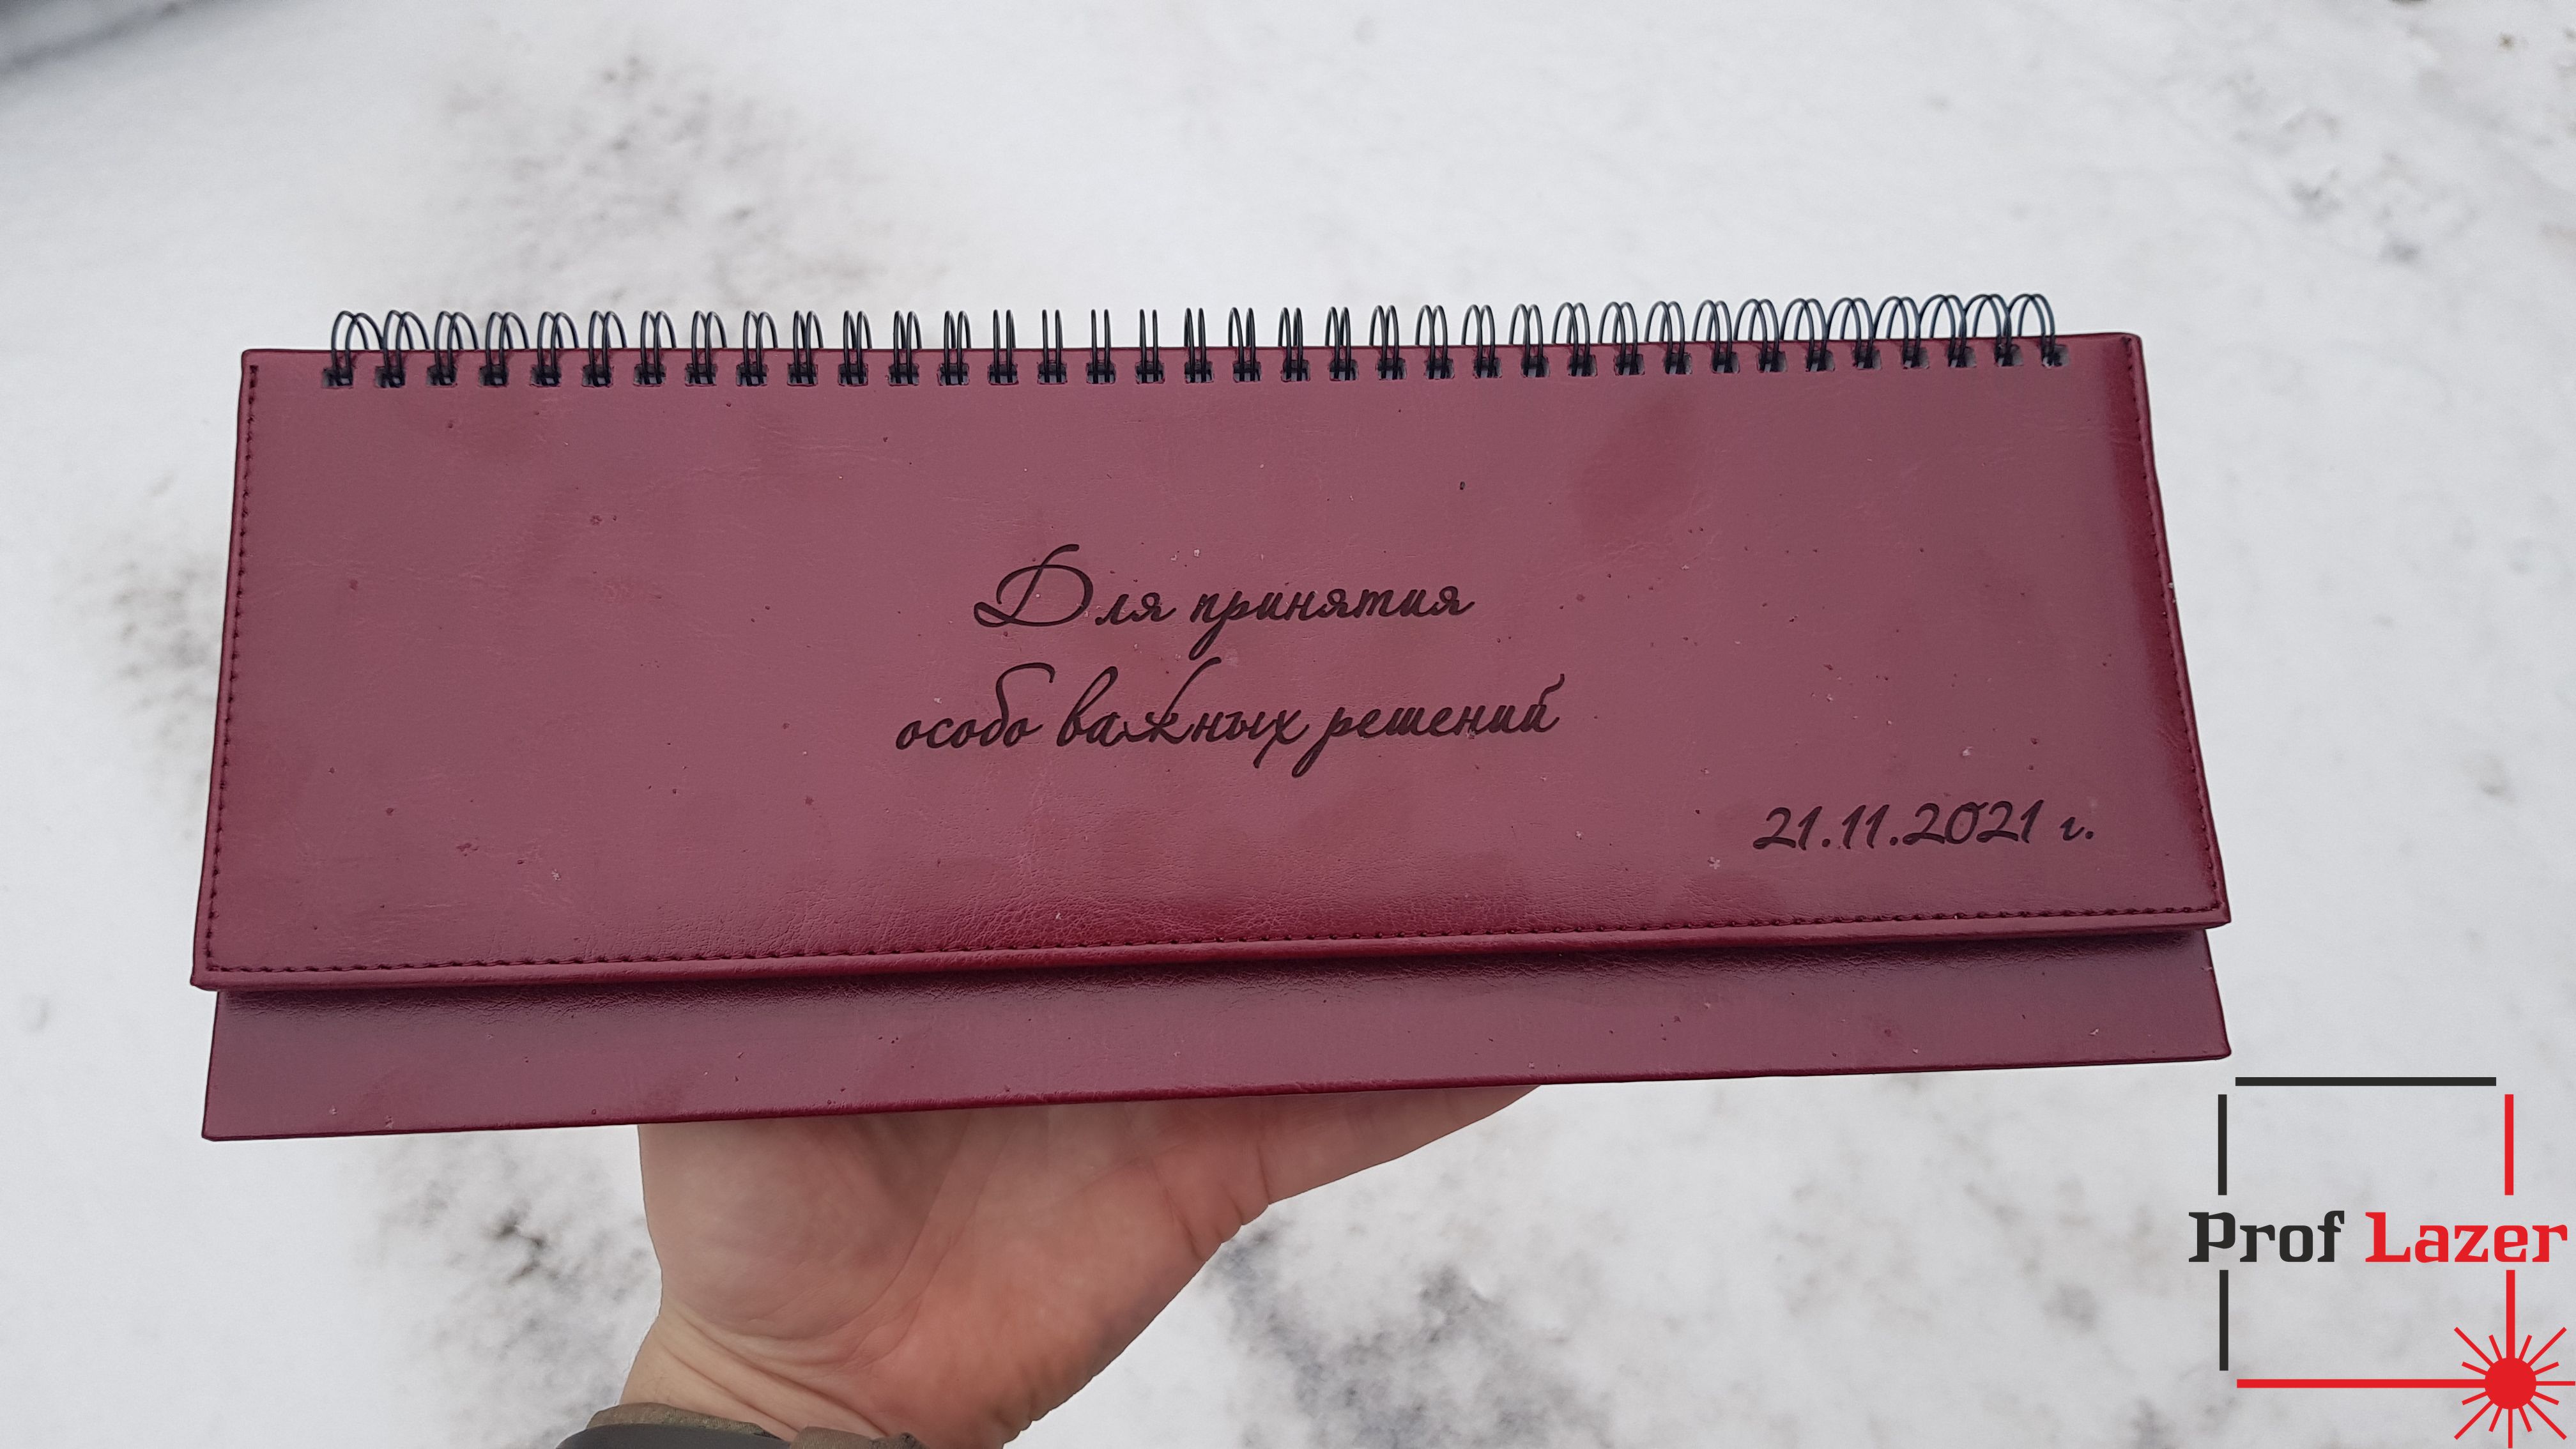 Для принятия
особо важных решений
21.11.2021 г.
Prof Lazer